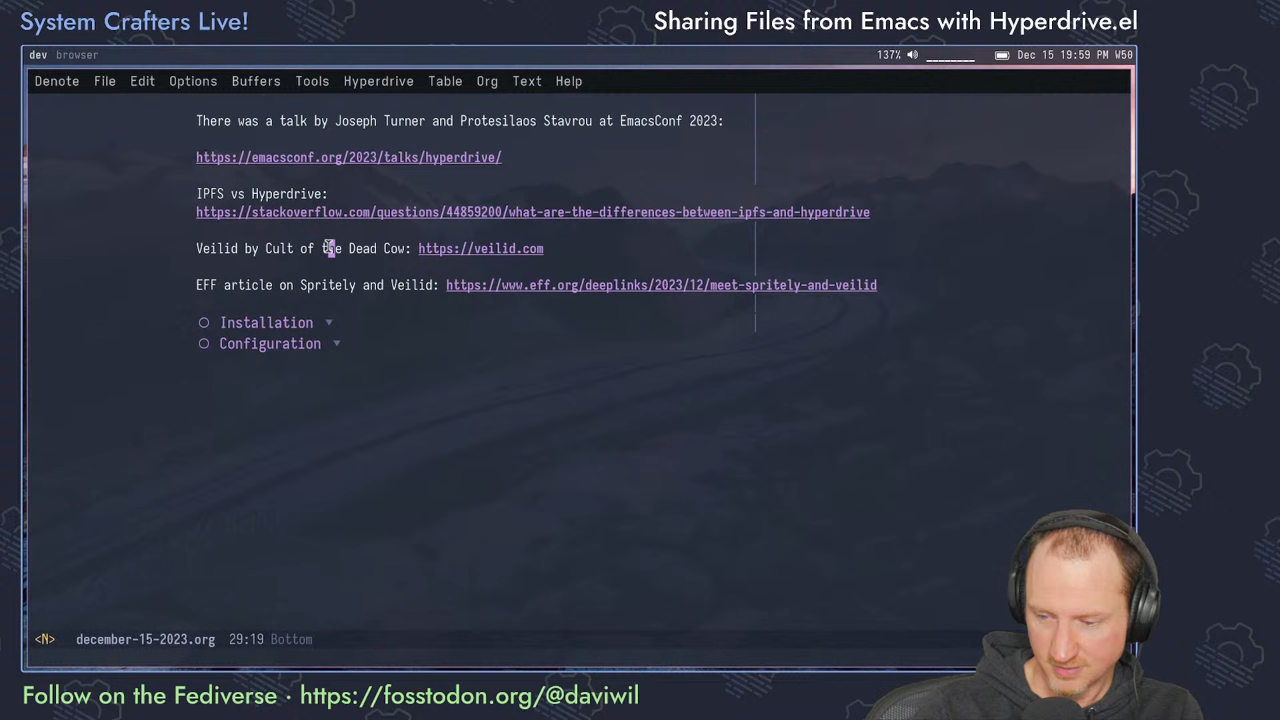 System Crafters Live!
Sharing Files from Emacs with Hyperdrive.el
dev browser
137% Dec 15 19:59 PM W50
Denote File Edit Options Buffers Tools Hyperdrive Table Org Text Help
There was a talk by Joseph Turner and Protesilaos Stavrou at EmacsConf 2023:
https://emacsconf.org/2023/talks/hyperdrive/
IPFS vs Hyperdrive:
https://stackoverflow.com/questions/44859200/what-are-the-differences-between-ipfs-and-hyperdrive
Veilid by Cult of the Dead Cow: https://veilid.com
EFF article on Spritely and Veilid: https://www.eff.org/deeplinks/2023/12/meet-spritely-and-veilid
Installation
Configuration
<N> december-15-2023.org 29:19 Bottom
Follow on the Fediverse · https://fosstodon.org/@daviwil